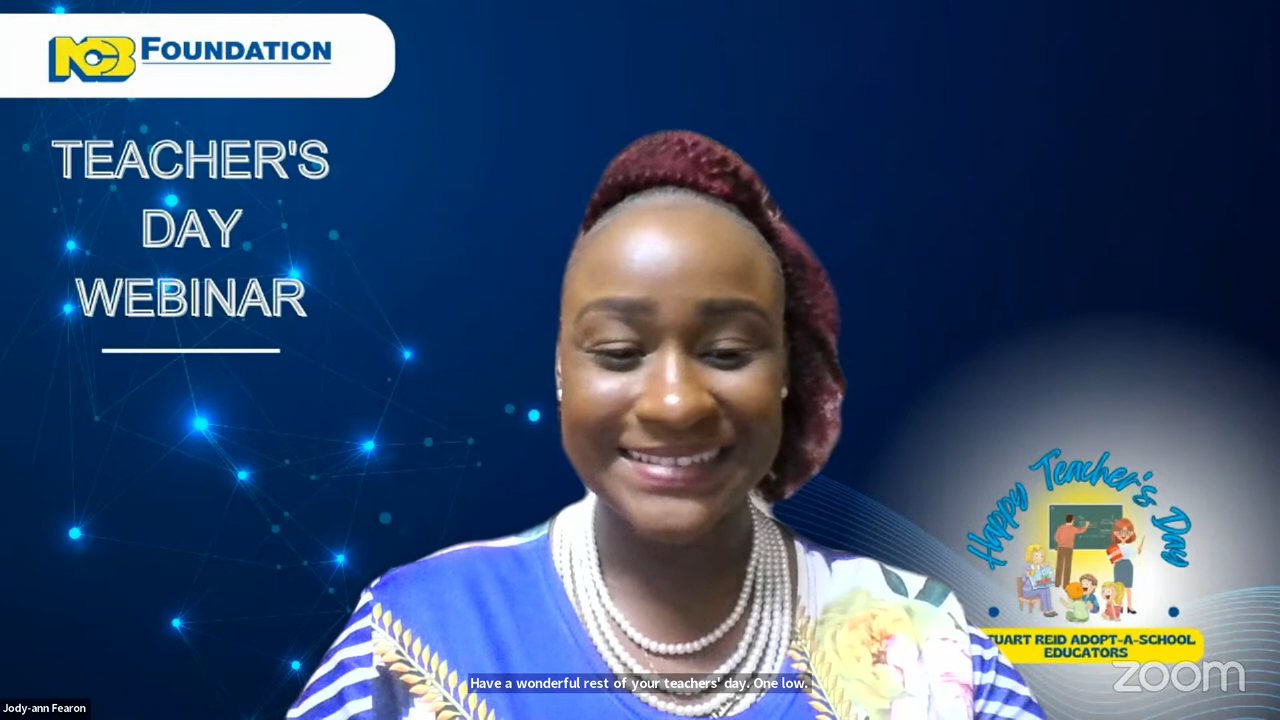 NCB FOUNDATION
TEACHER'S
DAY
WEBINAR
Happy Teacher's Day
TUART REID ADOPT-A-SCHOOL
EDUCATORS
Have a wonderful rest of your teachers' day. One low.
zoom
Jody-ann Fearon